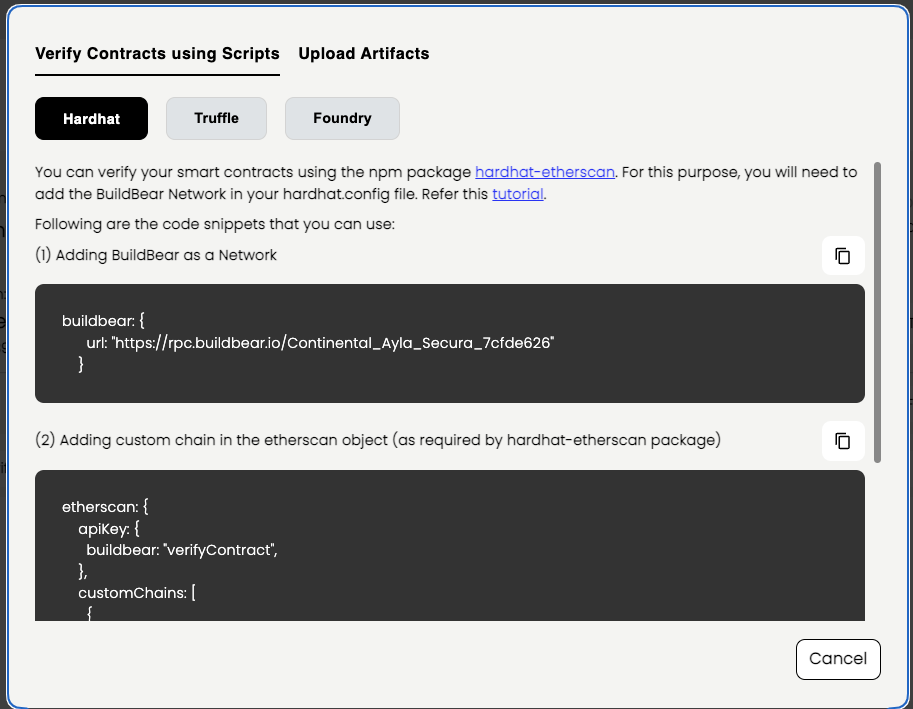 Verify Contracts using Scripts Upload Artifacts
Hardhat Truffle Foundry
You can verify your smart contracts using the npm package hardhat-etherscan. For this purpose, you will need to
add the BuildBear Network in your hardhat.config file. Refer this tutorial.
Following are the code snippets that you can use:
(1) Adding BuildBear as a Network
buildbear: {
url: "https://rpc.buildbear.io/Continental_Ayla_Secura_7cfde626"
}
(2) Adding custom chain in the etherscan object (as required by hardhat-etherscan package)
etherscan: {
apiKey: {
buildbear: "verifyContract",
},
customChains: [
{
Cancel